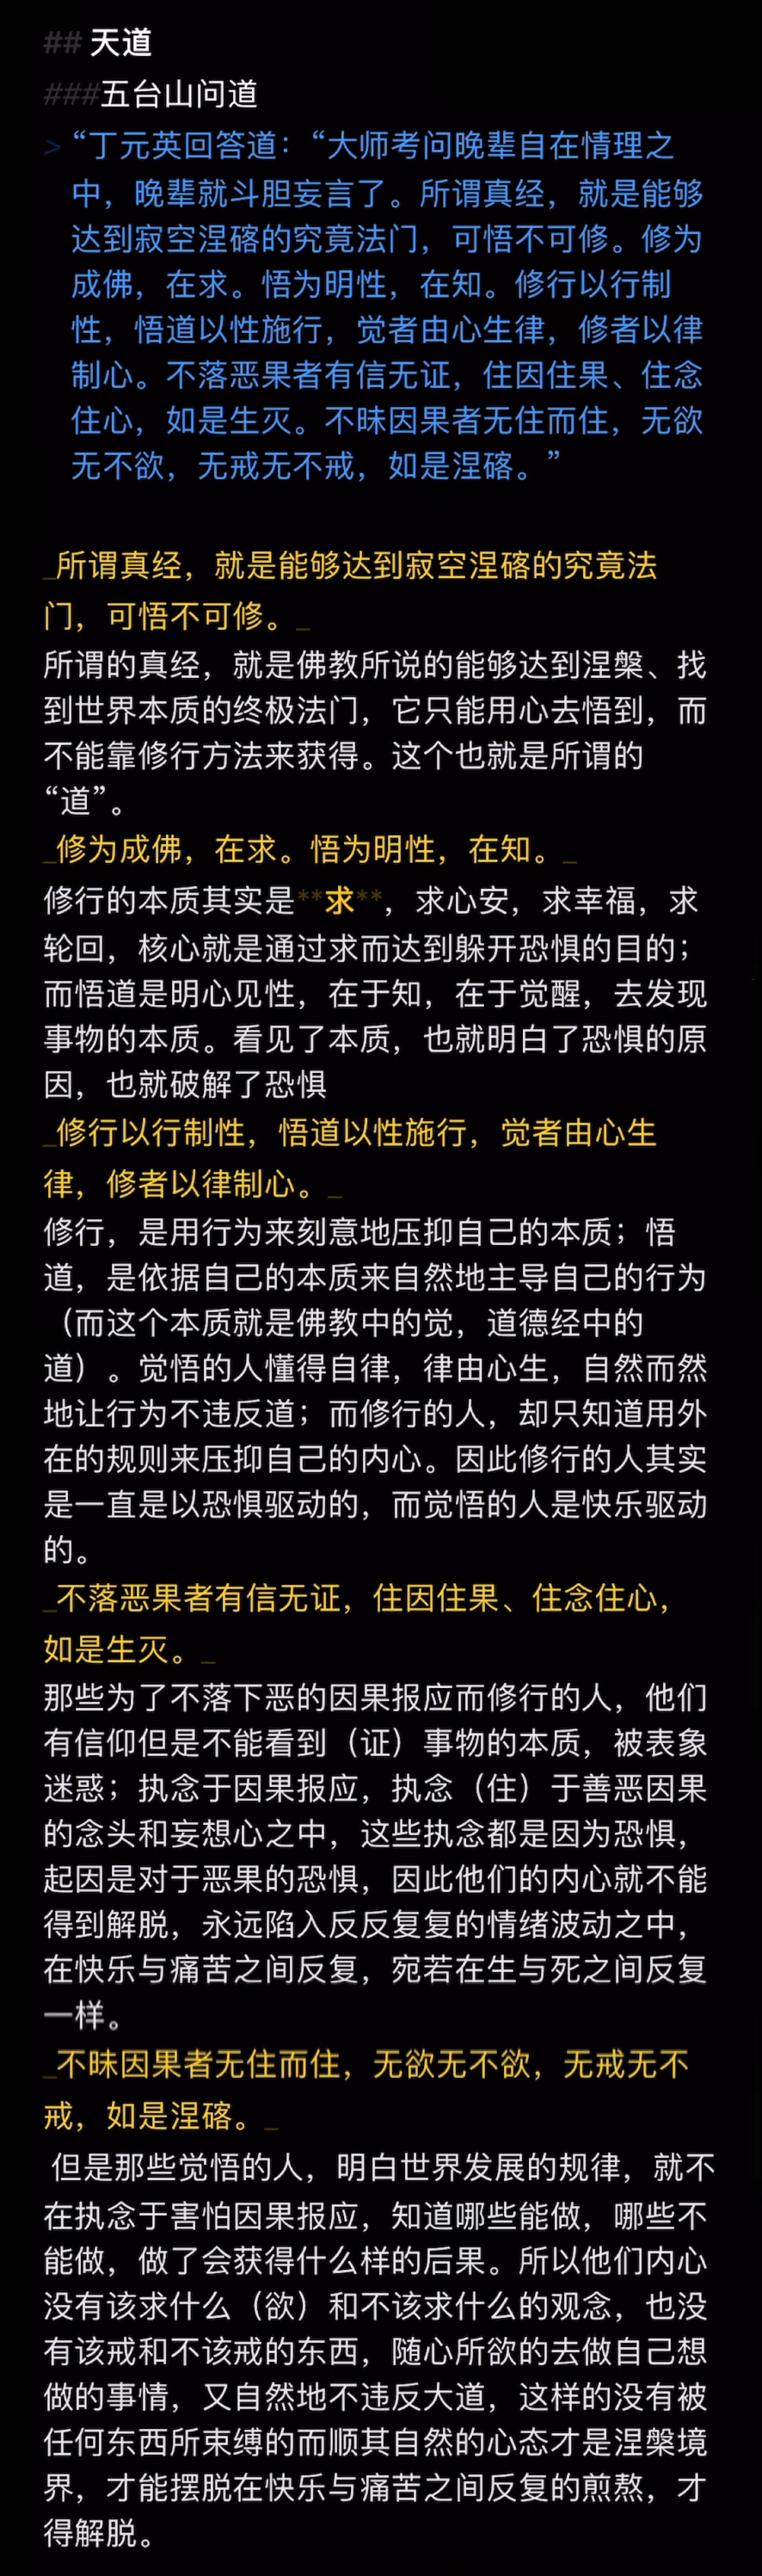 ## 天道
###五台山问道
> “丁元英回答道：“大师考问晚辈自在情理之
中，晚辈就斗胆妄言了。所谓真经，就是能够
达到寂空涅碦的究竟法门，可悟不可修。修为
成佛，在求。悟为明性，在知。修行以行制
性，悟道以性施行，觉者由心生律，修者以律
制心。不落恶果者有信无证，住因住果、住念
住心，如是生灭。不昧因果者无住而住，无欲
无不欲，无戒无不戒，如是涅碦。”
_所谓真经，就是能够达到寂空涅碦的究竟法
门，可悟不可修。_
所谓的真经，就是佛教所说的能够达到涅槃、找
到世界本质的终极法门，它只能用心去悟到，而
不能靠修行方法来获得。这个也就是所谓的
“道”。
_修为成佛，在求。悟为明性，在知。_
修行的本质其实是**求**，求心安，求幸福，求
轮回，核心就是通过求而达到躲开恐惧的目的；
而悟道是明心见性，在于知，在于觉醒，去发现
事物的本质。看见了本质，也就明白了恐惧的原
因，也就破解了恐惧
_修行以行制性，悟道以性施行，觉者由心生
律，修者以律制心。_
修行，是用行为来刻意地压抑自己的本质；悟
道，是依据自己的本质来自然地主导自己的行为
（而这个本质就是佛教中的觉，道德经中的
道）。觉悟的人懂得自律，律由心生，自然而然
地让行为不违反道；而修行的人，却只知道用外
在的规则来压抑自己的内心。因此修行的人其实
是一直是以恐惧驱动的，而觉悟的人是快乐驱动
的。
_不落恶果者有信无证，住因住果、住念住心，
如是生灭。_
那些为了不落下恶的因果报应而修行的人，他们
有信仰但是不能看到（证）事物的本质，被表象
迷惑；执念于因果报应，执念（住）于善恶因果
的念头和妄想心之中，这些执念都是因为恐惧，
起因是对于恶果的恐惧，因此他们的内心就不能
得到解脱，永远陷入反反复复的情绪波动之中，
在快乐与痛苦之间反复，宛若在生与死之间反复
一样。
_不昧因果者无住而住，无欲无不欲，无戒无不
戒，如是涅碦。_
但是那些觉悟的人，明白世界发展的规律，就不
在执念于害怕因果报应，知道哪些能做，哪些不
能做，做了会获得什么样的后果。所以他们内心
没有该求什么（欲）和不该求什么的观念，也没
有该戒和不该戒的东西，随心所欲的去做自己想
做的事情，又自然地不违反大道，这样的没有被
任何东西所束缚的而顺其自然的心态才是涅槃境
界，才能摆脱在快乐与痛苦之间反复的煎熬，才
得解脱。